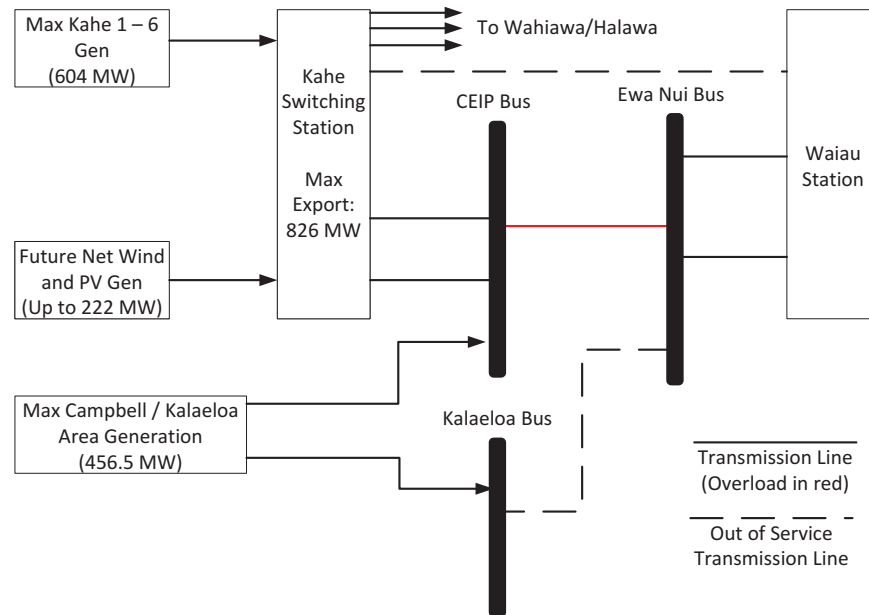 Max Kahe 1 – 6
Gen
(604 MW)
To Wahiawa/Halawa
Kahe
Switching
Station
Max
Export:
826 MW
CEIP Bus
Ewa Nui Bus
Waiau
Station
Future Net Wind
and PV Gen
(Up to 222 MW)
Max Campbell / Kalaeloa
Area Generation
(456.5 MW)
Kalaeloa Bus
Transmission Line
(Overload in red)
Out of Service
Transmission Line